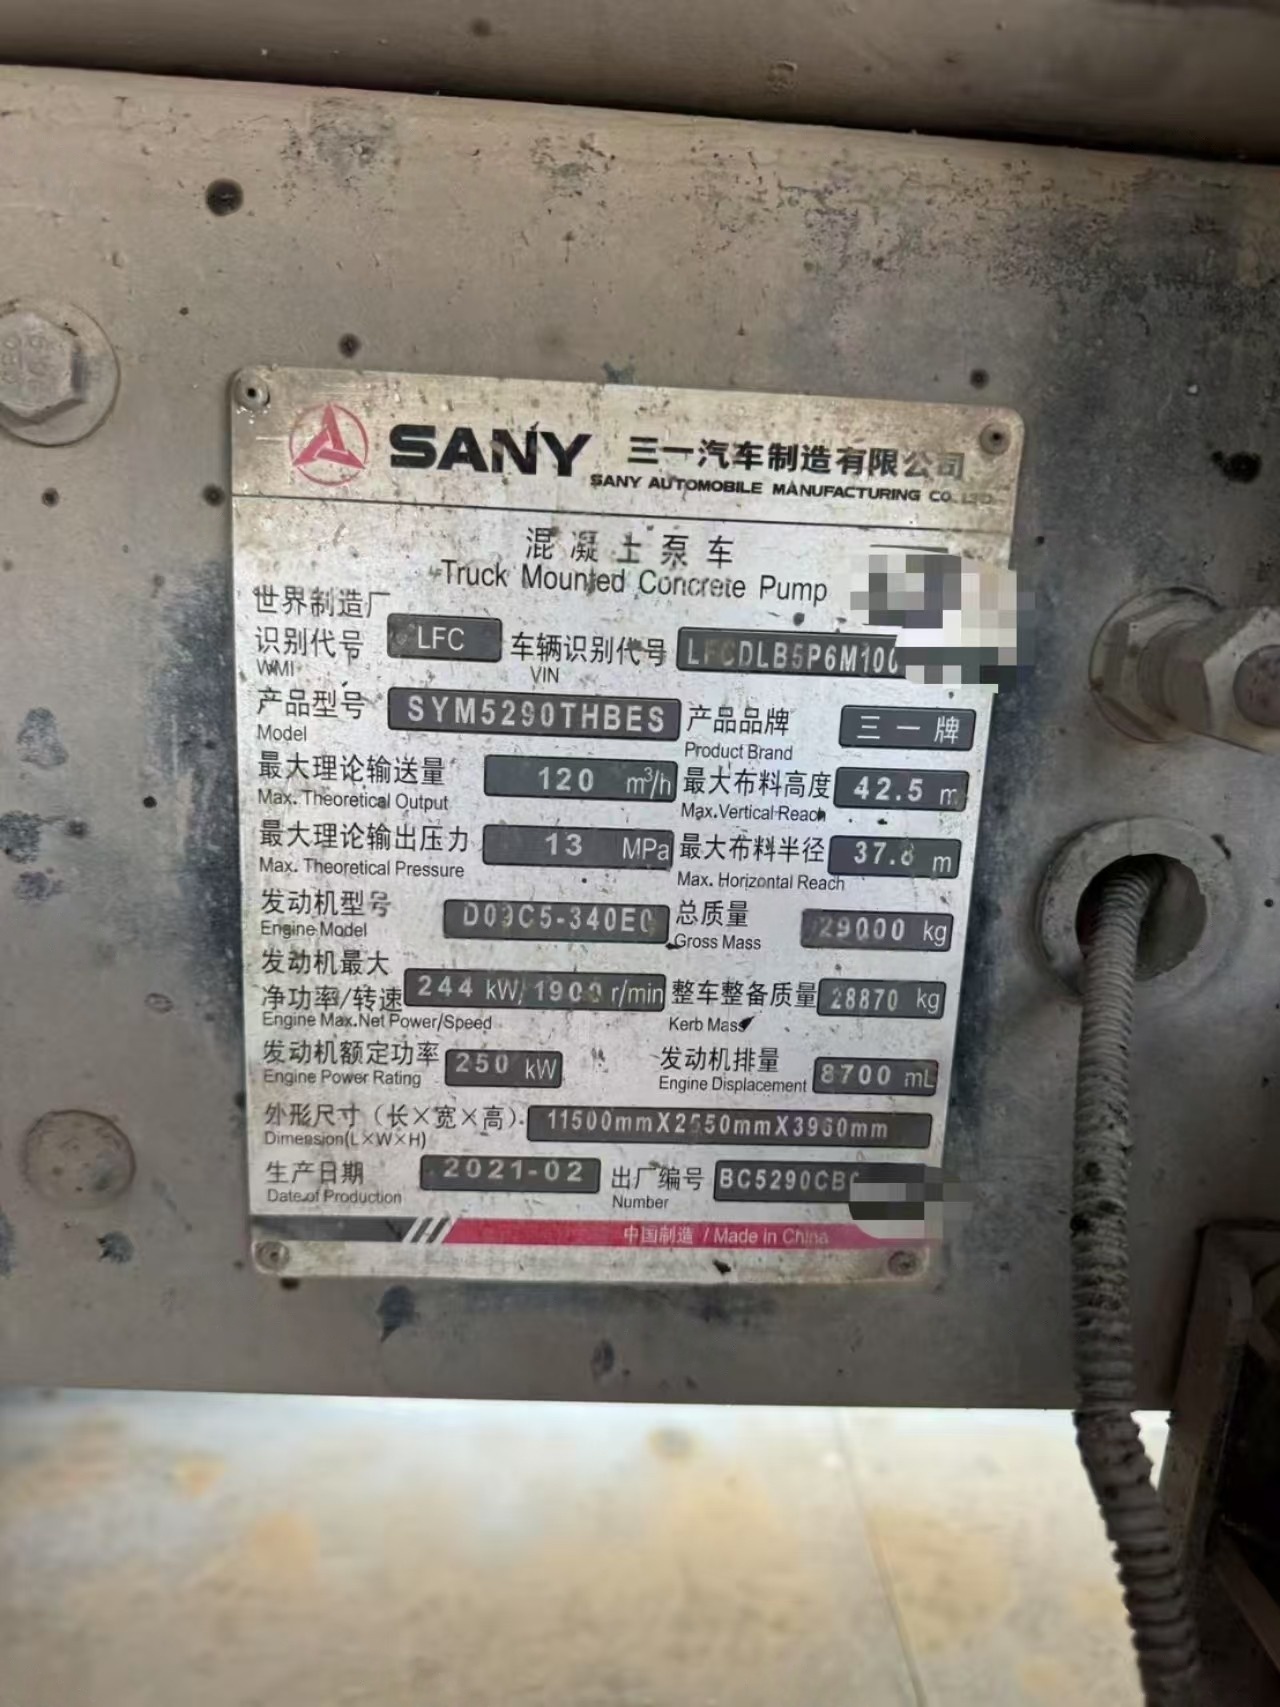 SANY 三一汽车制造有限公司
SANY AUTOMOBILE MANUFACTURING CO.,LTD.
混凝土泵车
Truck Mounted Concrete Pump
世界制造厂
识别代号 LFC 车辆识别代号 LFCDLB5P6M100
WMI VIN
产品型号 SYM5290THBES 产品品牌 三一牌
Model Product Brand
最大理论输送量 120 m³/h 最大布料高度 42.5 m
Max. Theoretical Output Max.Vertical Reach
最大理论输出压力 13 MPa 最大布料半径 m
Max. Theoretical Pressure Max. Horizontal Reach
发动机型号 总质量 29000 kg
Engine Model Gross Mass
发动机最大
净功率/转速 244 kW/ 1900 r/min 整车整备质量 28870 kg
Engine Max.Net Power/Speed Kerb Mass
发动机额定功率 250 kW 发动机排量 8700 mL
Engine Power Rating Engine Displacement
外形尺寸（长×宽×高） 11500mmX2550mmX3960mm
Dimension(L×W×H)
生产日期 2021-02 出厂编号 BC5290CB
Date of Production Number
中国制造 / Made in China